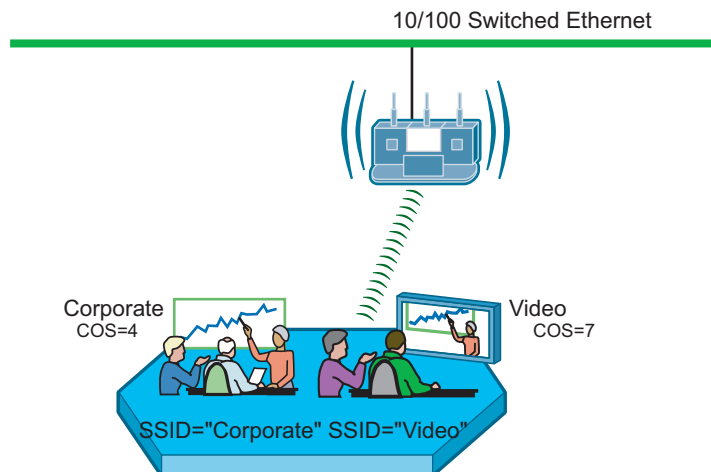 10/100 Switched Ethernet
Corporate
COS=4
Video
COS=7
SSID="Corporate" SSID="Video"